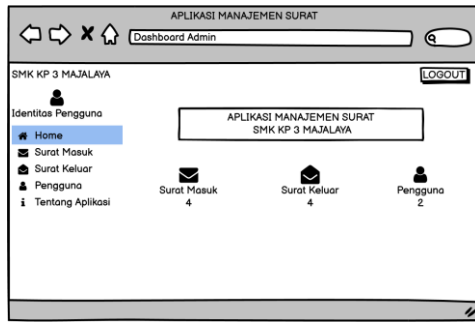 APLIKASI MANAJEMEN SURAT
Dashboard Admin
SMK KP 3 MAJALAYA
LOGOUT
Identitas Pengguna
Home
Surat Masuk
Surat Keluar
Pengguna
Tentang Aplikasi
APLIKASI MANAJEMEN SURAT
SMK KP 3 MAJALAYA
Surat Masuk
4
Surat Keluar
4
Pengguna
2